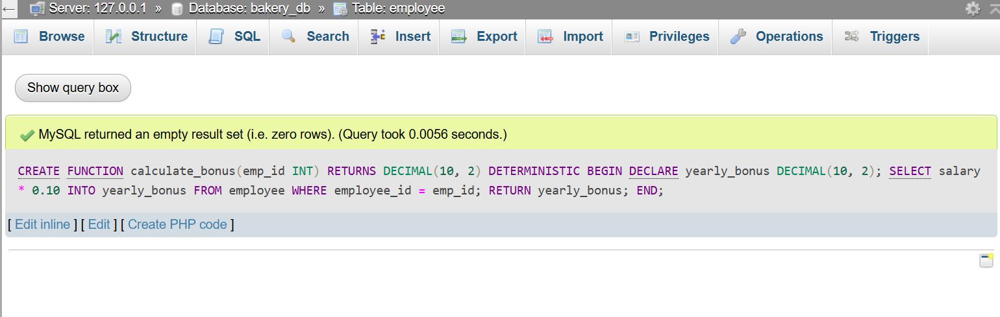 Server: 127.0.0.1 » Database: bakery_db » Table: employee
Browse Structure SQL Search Insert Export Import Privileges Operations Triggers
Show query box
MySQL returned an empty result set (i.e. zero rows). (Query took 0.0056 seconds.)
CREATE FUNCTION calculate_bonus(emp_id INT) RETURNS DECIMAL(10, 2) DETERMINISTIC BEGIN DECLARE yearly_bonus DECIMAL(10, 2); SELECT salary
* 0.10 INTO yearly_bonus FROM employee WHERE employee_id = emp_id; RETURN yearly_bonus; END;
[ Edit inline ] [ Edit ] [ Create PHP code ]